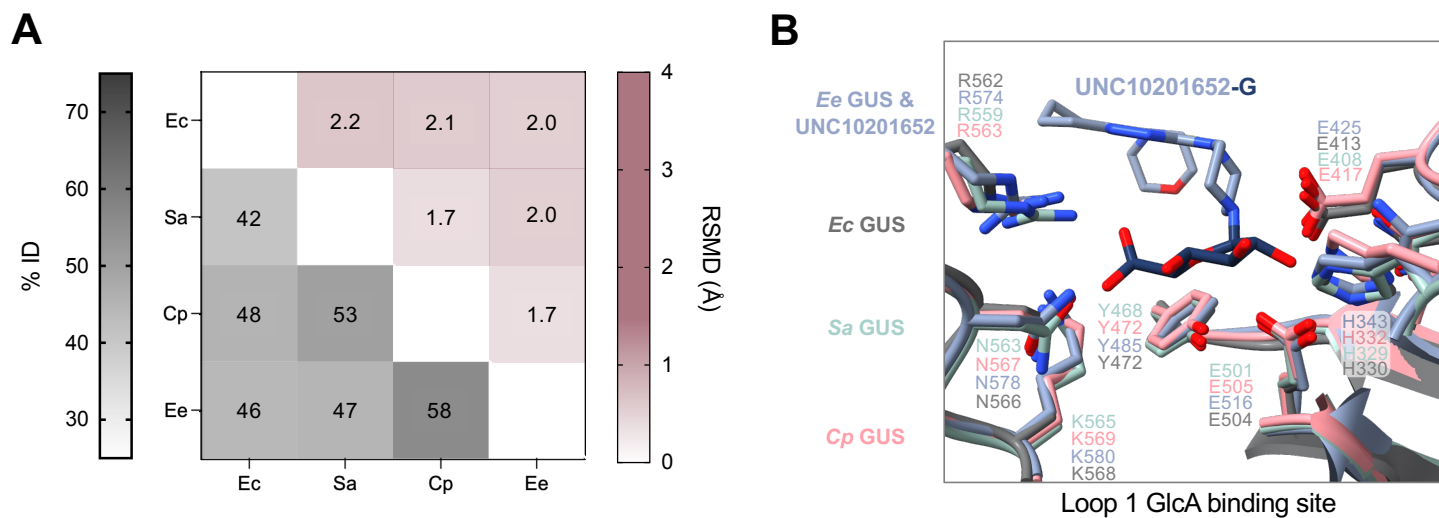 A
% ID
70
60
50
40
30
Ec
2.2
2.1
2.0
Sa
42
1.7
2.0
Cp
48
53
1.7
Ee
46
47
58
Ec
Sa
Cp
Ee
4
3
2
1
0
RSMD (Å)
B
Ee GUS &
UNC10201652
Ec GUS
Sa GUS
Cp GUS
R562
R574
R559
R563
UNC10201652-G
E425
E413
E408
E417
N563
N567
N578
N566
Y468
Y472
Y485
Y472
H343
H332
H329
H330
E501
E505
E516
E504
K565
K569
K580
K568
Loop 1 GlcA binding site